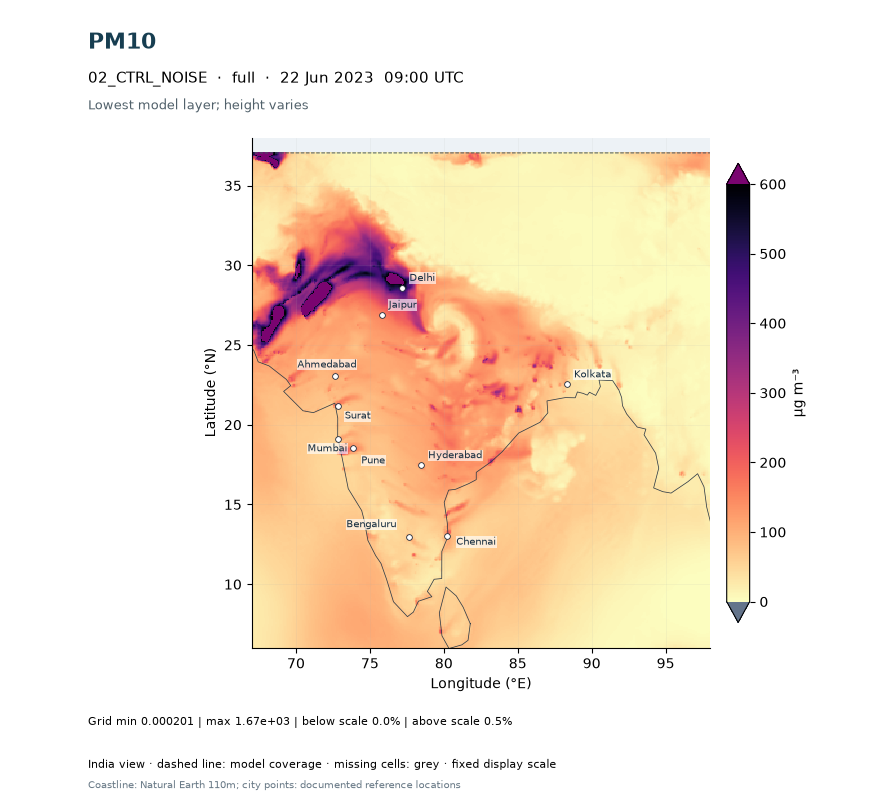 PM10
02_CTRL_NOISE · full · 22 Jun 2023 09:00 UTC
Lowest model layer; height varies
35
30
25
20
15
10
Latitude (°N)
Delhi
Jaipur
Ahmedabad
Kolkata
Surat
Mumbai
Pune
Hyderabad
Bengaluru
Chennai
70 75 80 85 90 95
Longitude (°E)
600
500
400
300
200
100
0
µg m⁻³
Grid min 0.000201 | max 1.67e+03 | below scale 0.0% | above scale 0.5%
India view · dashed line: model coverage · missing cells: grey · fixed display scale
Coastline: Natural Earth 110m; city points: documented reference locations